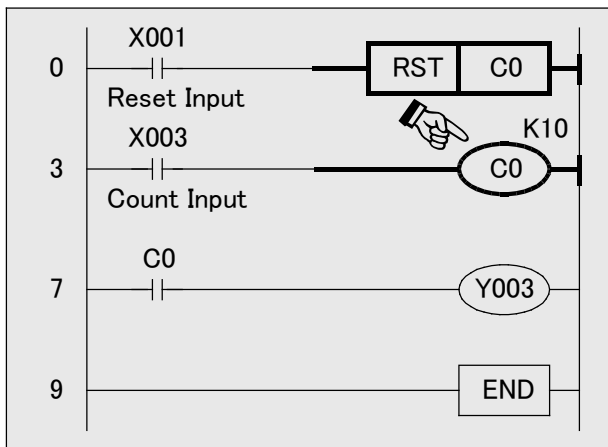 X001
0 RST C0
Reset Input
X003 K10
3 C0
Count Input
C0
7 Y003
9 END